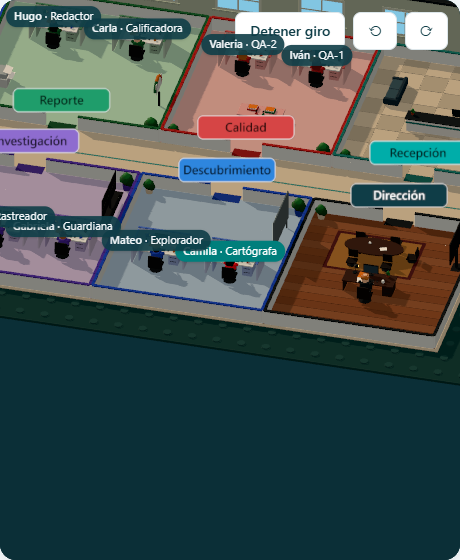 Hugo · Redactor
Carla · Calificadora
Detener giro
Valeria · QA-2
Iván · QA-1
Reporte
Calidad
nvestigación
Recepción
Descubrimiento
Dirección
astreador
Gabriela · Guardiana
Mateo · Explorador
Camila · Cartógrafa